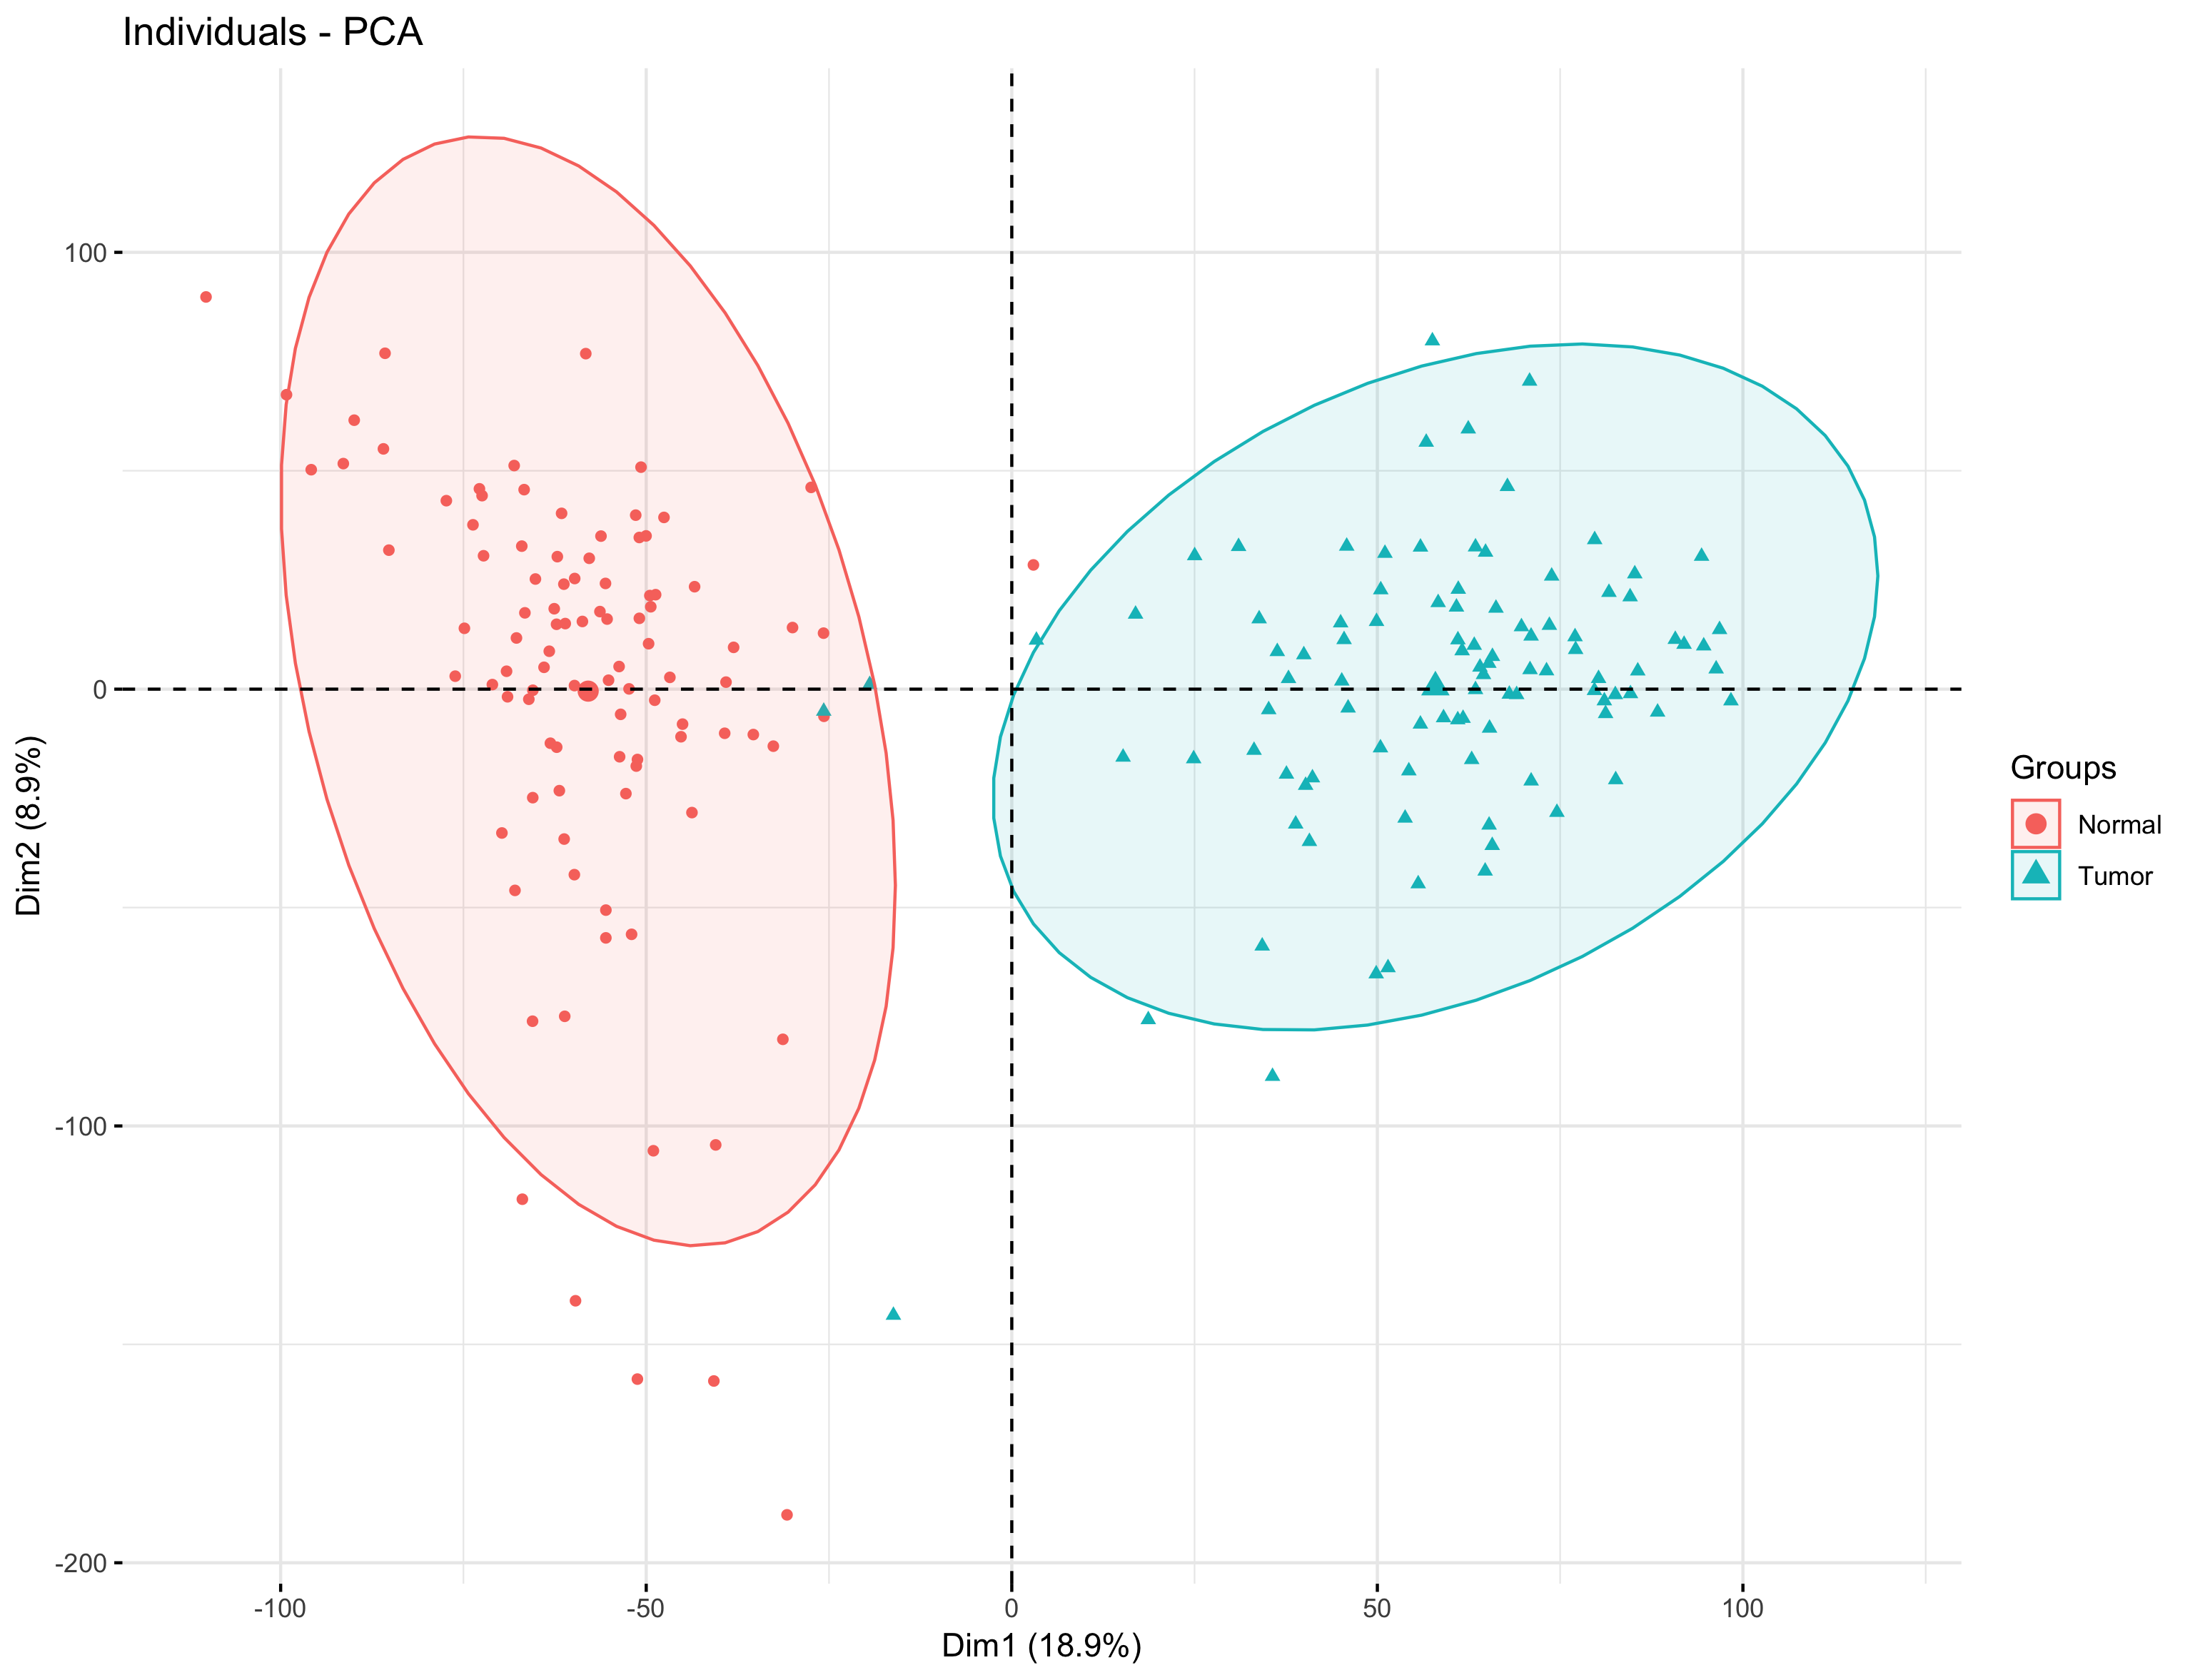 Individuals - PCA
100
0
-100
-200
Dim2 (8.9%)
-100
-50
0
50
100
Dim1 (18.9%)
Groups
Normal
Tumor